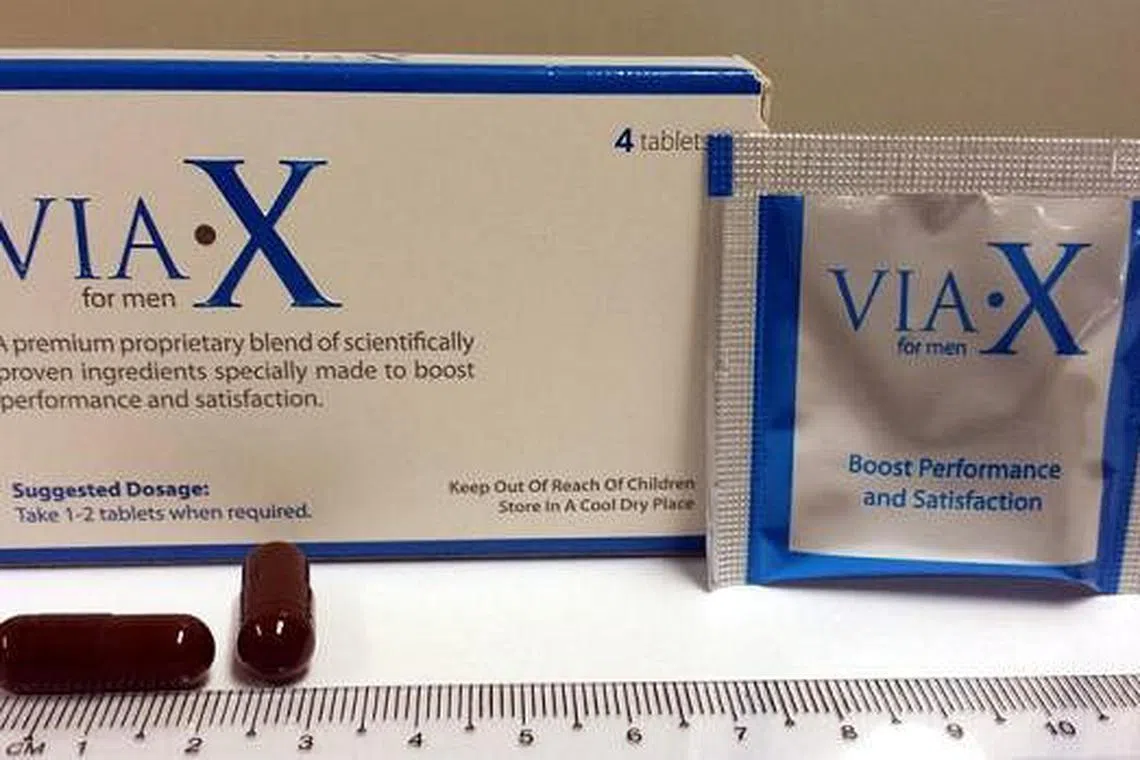 4 tablets
VIA·X
for men
A premium proprietary blend of scientifically
proven ingredients specially made to boost
performance and satisfaction.
Suggested Dosage:
Take 1-2 tablets when required.
Keep Out Of Reach Of Children
Store In A Cool Dry Place
VIA·X
for men
Boost Performance
and Satisfaction
CM 1 2 3 4 5 6 7 8 9 10